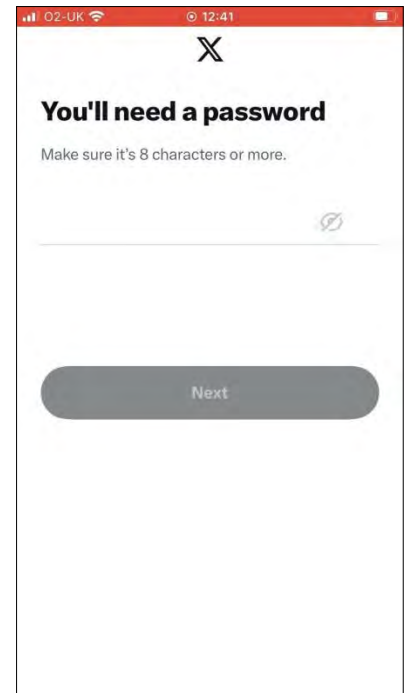 O2-UK 12:41
X
You'll need a password
Make sure it's 8 characters or more.
Next